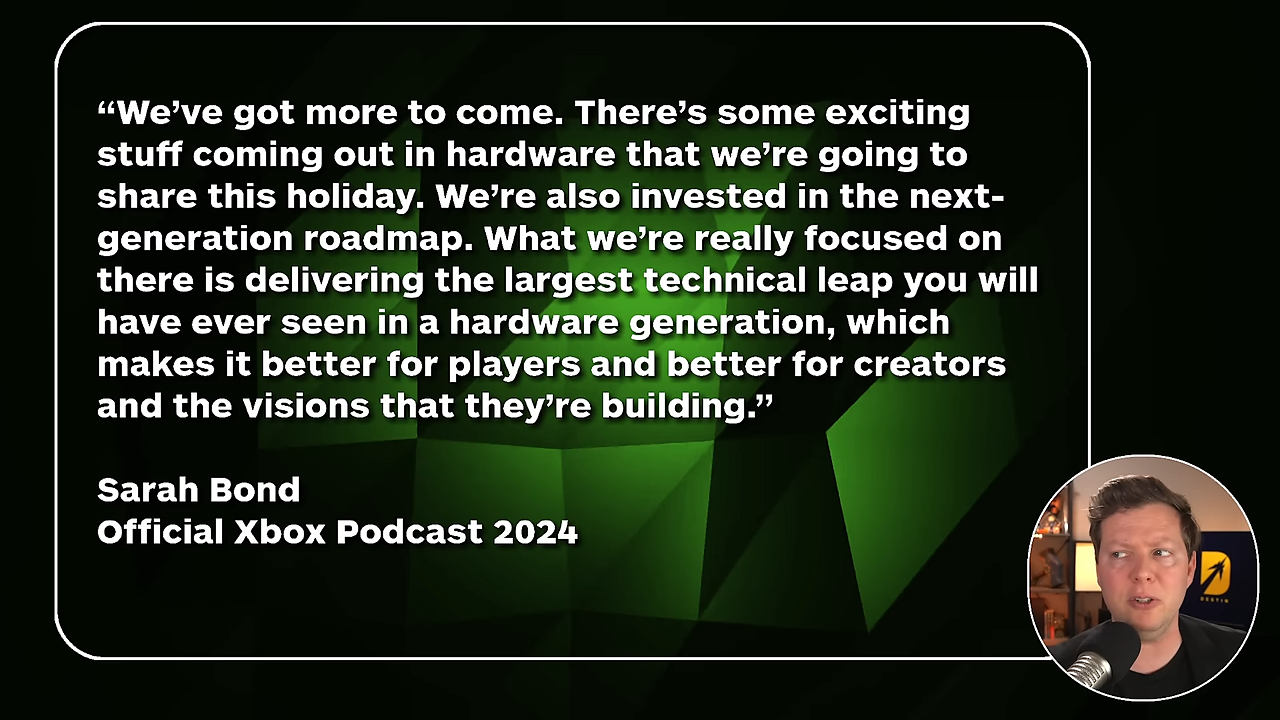 “We’ve got more to come. There’s some exciting
stuff coming out in hardware that we’re going to
share this holiday. We’re also invested in the next-
generation roadmap. What we’re really focused on
there is delivering the largest technical leap you will
have ever seen in a hardware generation, which
makes it better for players and better for creators
and the visions that they’re building.”
Sarah Bond
Official Xbox Podcast 2024
DESTIN